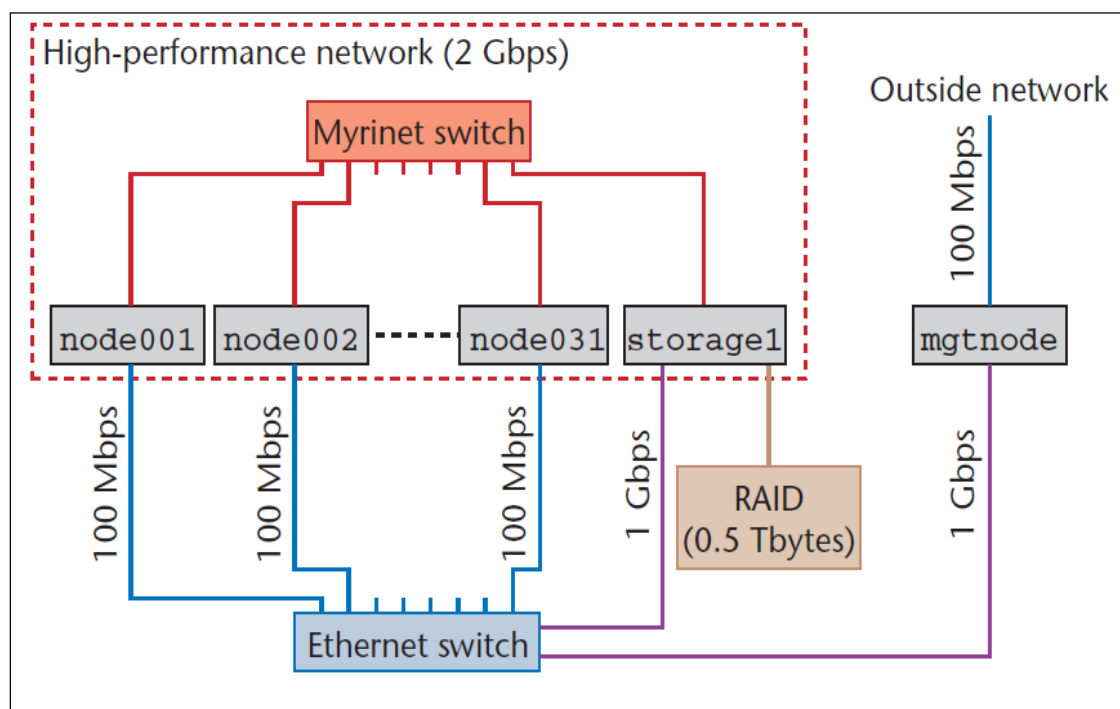 High-performance network (2 Gbps)
Myrinet switch
Outside network
100 Mbps
node001
node002
node031
storage1
mgtnode
100 Mbps
100 Mbps
100 Mbps
1 Gbps
RAID
(0.5 Tbytes)
1 Gbps
Ethernet switch